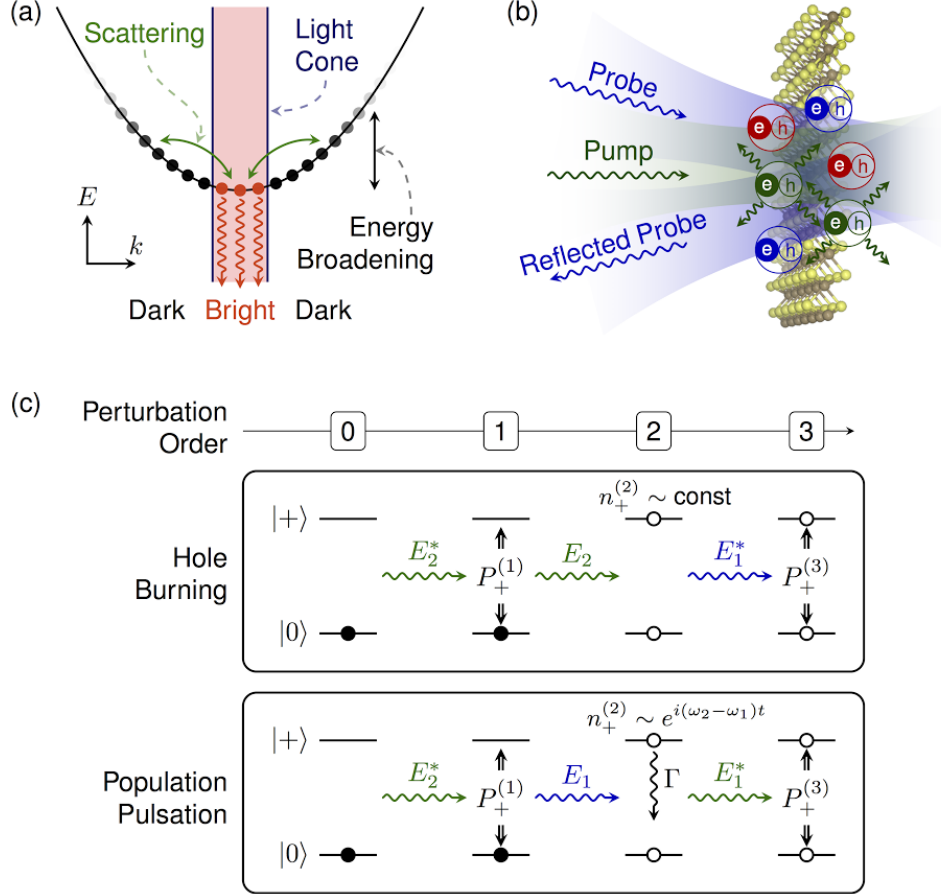 (a)
Scattering
Light
Cone
E
k
Energy
Broadening
Dark Bright Dark
(b)
Probe
Pump
Reflected Probe
e h
e h
e h
e h
e h
e h
(c)
Perturbation
Order
0 1 2 3
Hole
Burning
|+⟩
n₊⁽²⁾ ∼ const
E₂* P₊⁽¹⁾ E₂ E₁* P₊⁽³⁾
|0⟩
Population
Pulsation
|+⟩
n₊⁽²⁾ ∼ e^{i(ω₂−ω₁)t}
E₂* P₊⁽¹⁾ E₁ Γ E₁* P₊⁽³⁾
|0⟩